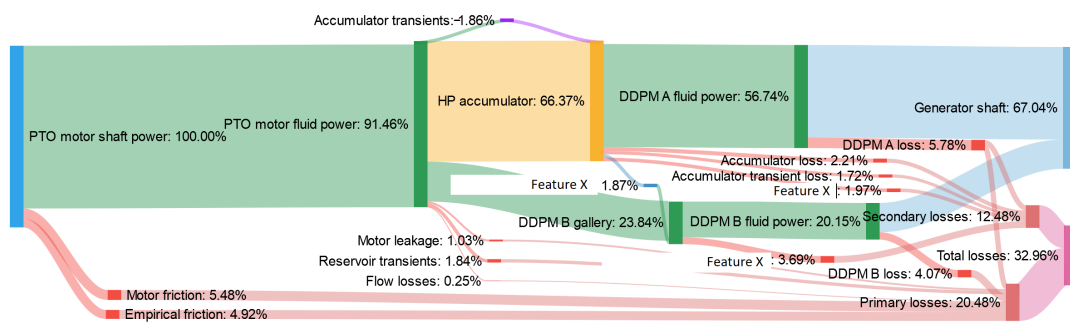 Accumulator transients: -1.86%
HP accumulator: 66.37%
DDPM A fluid power: 56.74%
Generator shaft: 67.04%
PTO motor shaft power: 100.00%
PTO motor fluid power: 91.46%
DDPM A loss: 5.78%
Accumulator loss: 2.21%
Accumulator transient loss: 1.72%
Feature X 1.87%
Feature X : 1.97%
DDPM B gallery: 23.84%
DDPM B fluid power: 20.15%
Secondary losses: 12.48%
Motor leakage: 1.03%
Reservoir transients: 1.84%
Feature X : 3.69%
Total losses: 32.96%
Flow losses: 0.25%
DDPM B loss: 4.07%
Motor friction: 5.48%
Primary losses: 20.48%
Empirical friction: 4.92%